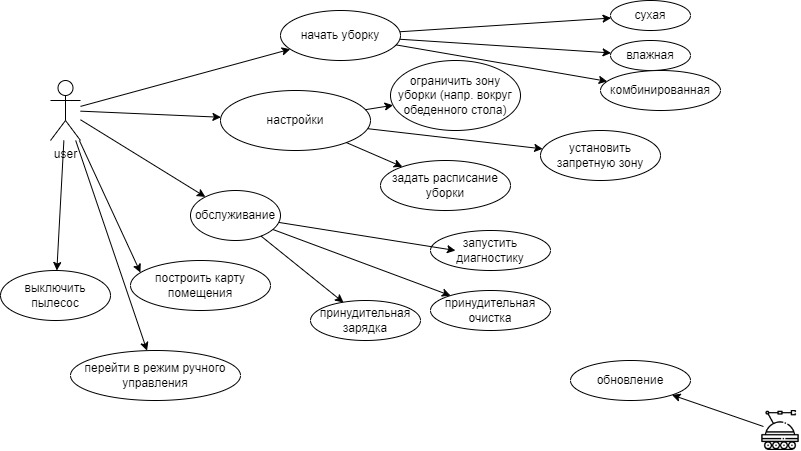 сухая
начать уборку
влажная
комбинированная
ограничить зону
уборки (напр. вокруг
обеденного стола)
настройки
установить
запретную зону
user
задать расписание
уборки
обслуживание
запустить
диагностику
построить карту
помещения
выключить
пылесос
принудительная
очистка
принудительная
зарядка
перейти в режим ручного
управления
обновление